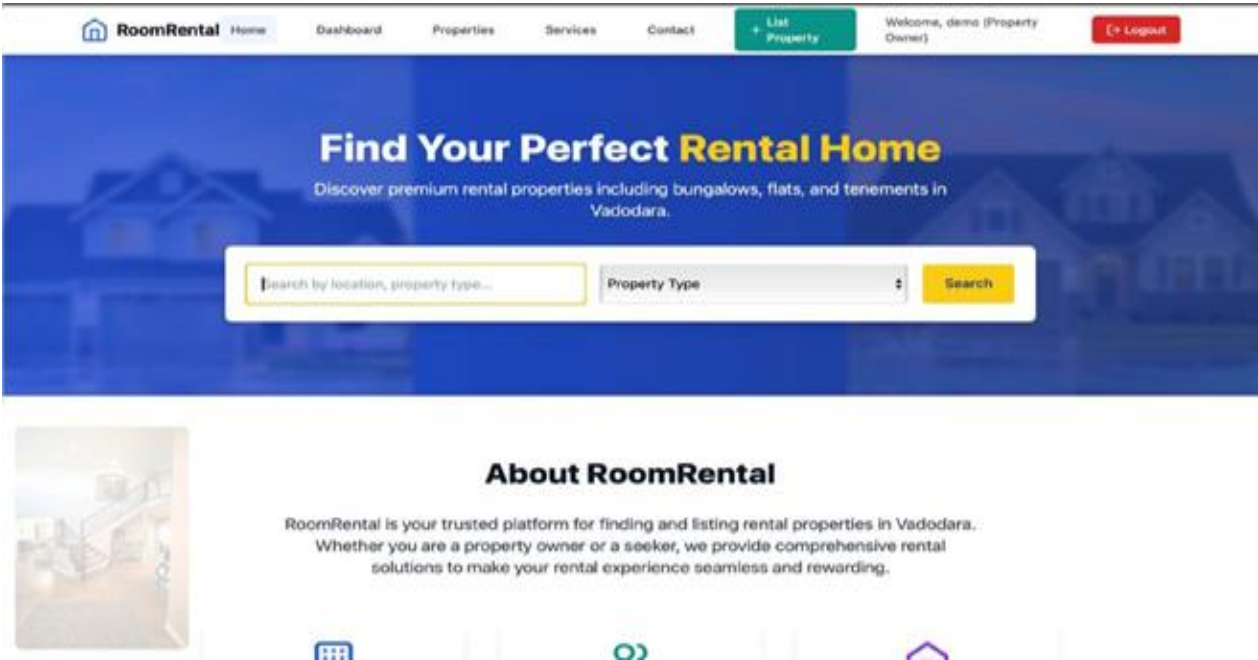 RoomRental Home Dashboard Properties Services Contact + List Property Welcome, demo (Property Owner) Logout
Find Your Perfect Rental Home
Discover premium rental properties including bungalows, flats, and tenements in
Vadodara.
Search by location, property type... Property Type Search
About RoomRental
RoomRental is your trusted platform for finding and listing rental properties in Vadodara.
Whether you are a property owner or a seeker, we provide comprehensive rental
solutions to make your rental experience seamless and rewarding.